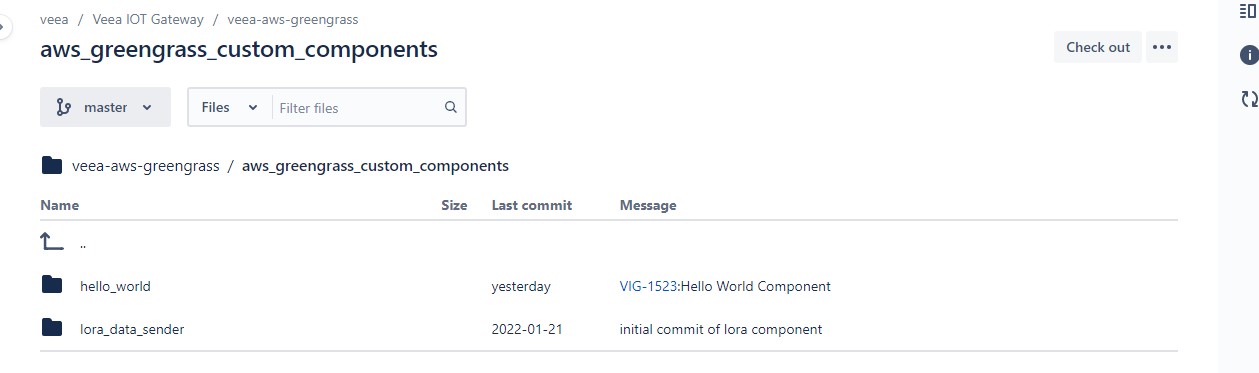 veea / Veea IOT Gateway / veea-aws-greengrass
aws_greengrass_custom_components
Check out
master
Files
Filter files
veea-aws-greengrass / aws_greengrass_custom_components
Name Size Last commit Message
..
hello_world yesterday VIG-1523:Hello World Component
lora_data_sender 2022-01-21 initial commit of lora component